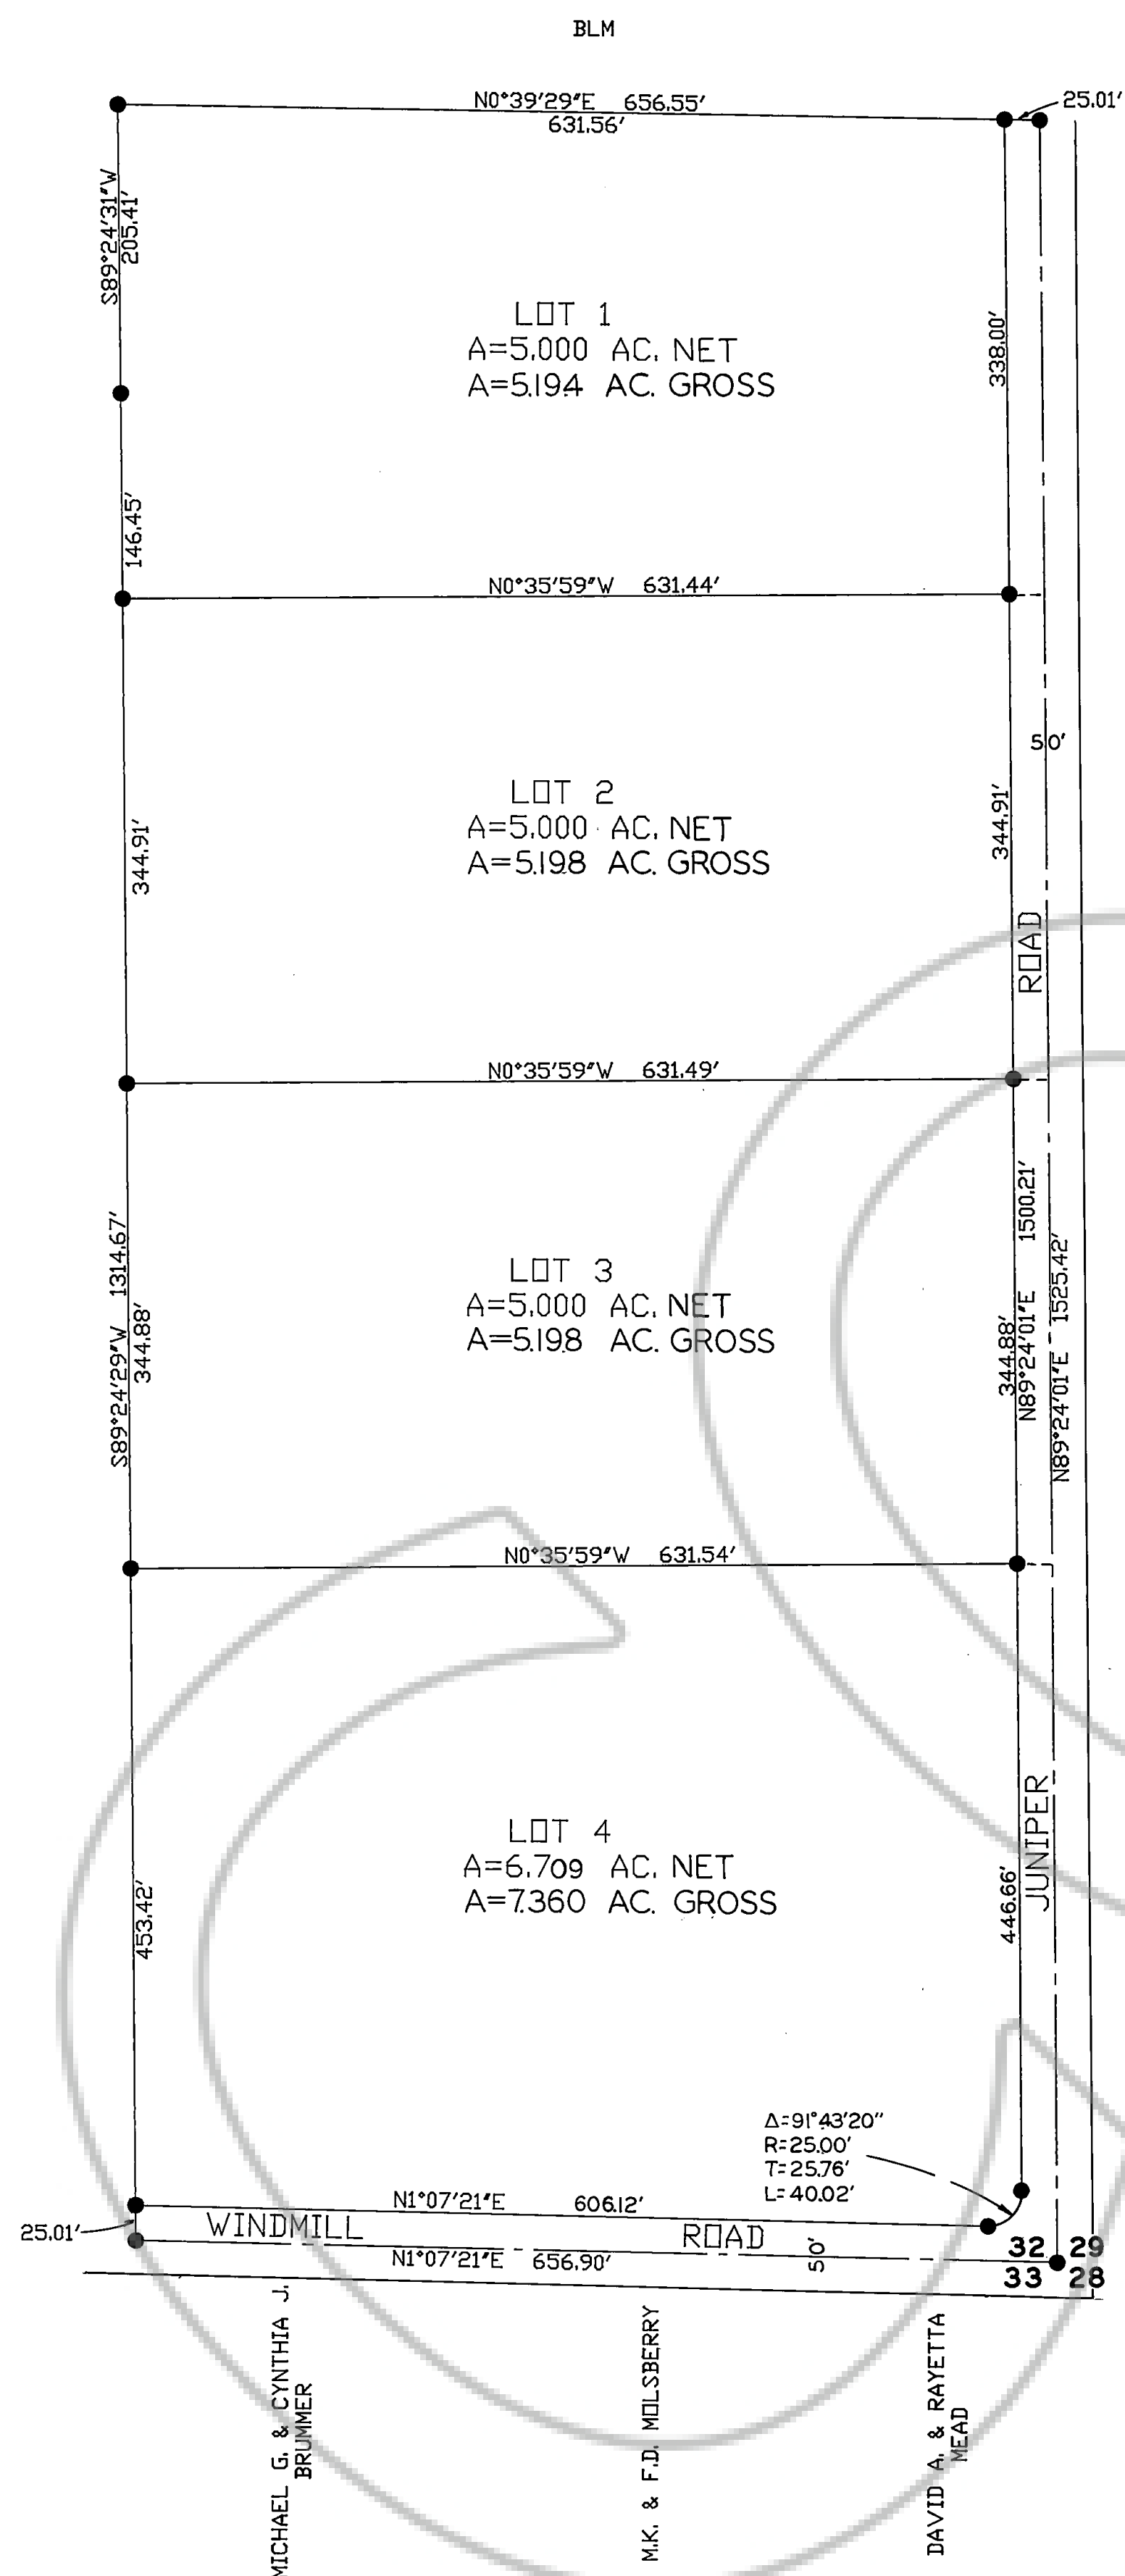 BLM
N0°39'29"E 656.55'
631.56'
25.01'
S89°24'31"W
205.41'
LOT 1
A=5.000 AC. NET
A=5.194 AC. GROSS
338.00'
146.45'
N0°35'59"W 631.44'
50'
LOT 2
A=5.000 AC. NET
A=5.198 AC. GROSS
344.91'
344.91'
ROAD
N0°35'59"W 631.49'
S89°24'29"W 1314.67'
344.88'
LOT 3
A=5.000 AC. NET
A=5.198 AC. GROSS
344.88'
N89°24'01"E 1500.21'
N89°24'01"E 1525.42'
N0°35'59"W 631.54'
LOT 4
A=6.709 AC. NET
A=7.360 AC. GROSS
453.42'
446.66'
JUNIPER
Δ=91°43'20"
R=25.00'
T=25.76'
L=40.02'
N1°07'21"E 606.12'
25.01'
WINDMILL ROAD
N1°07'21"E 656.90'
50'
32 29
33 28
MICHAEL G. & CYNTHIA J.
BRUMMER
M.K. & F.D. MOLSBERRY
DAVID A. & RAYETTA
MEAD